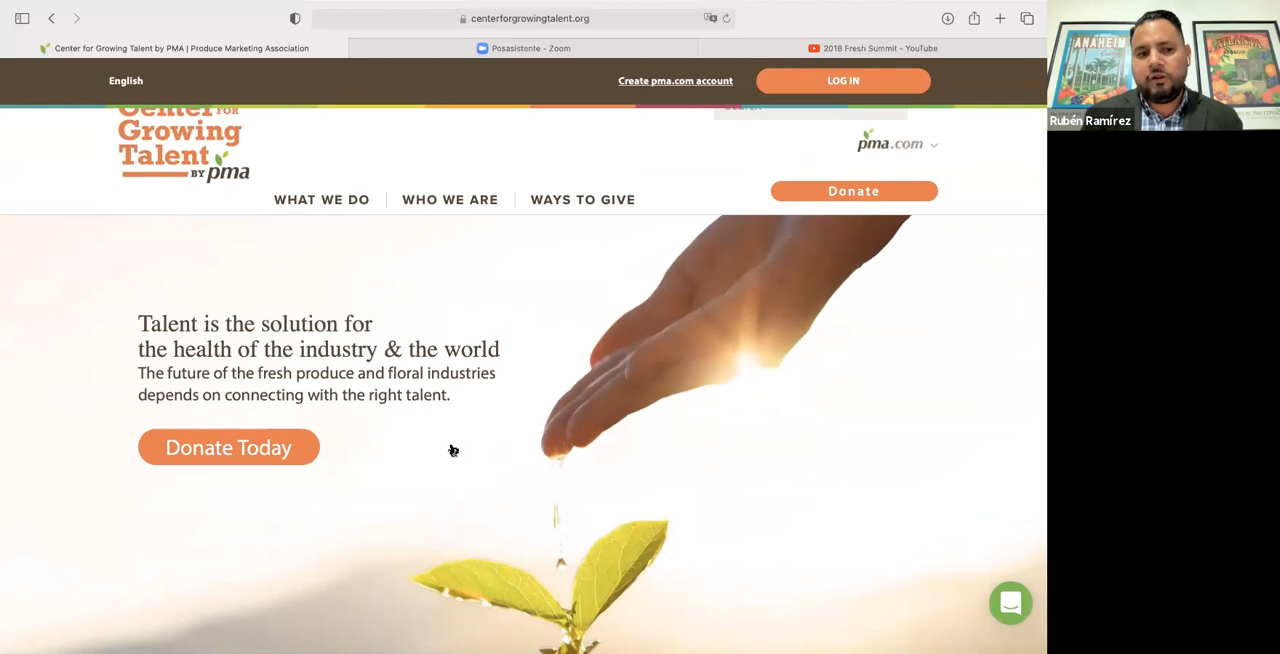 centerforgrowingtalent.org
Center for Growing Talent by PMA | Produce Marketing Association
Posasistente - Zoom
2018 Fresh Summit - YouTube
English
Create pma.com account
LOG IN
Center FOR
Growing
Talent
BY pma
pma.com
WHAT WE DO
WHO WE ARE
WAYS TO GIVE
Donate
Talent is the solution for
the health of the industry & the world
The future of the fresh produce and floral industries
depends on connecting with the right talent.
Donate Today
ANAHEIM
ATLANTA
Rubén Ramírez